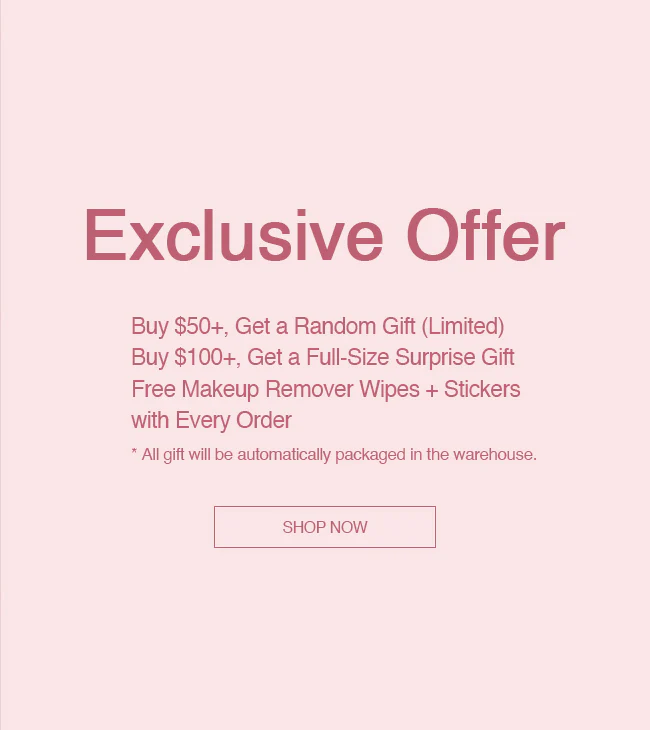 Exclusive Offer
Buy $50+, Get a Random Gift (Limited)
Buy $100+, Get a Full-Size Surprise Gift
Free Makeup Remover Wipes + Stickers
with Every Order
* All gift will be automatically packaged in the warehouse.
SHOP NOW